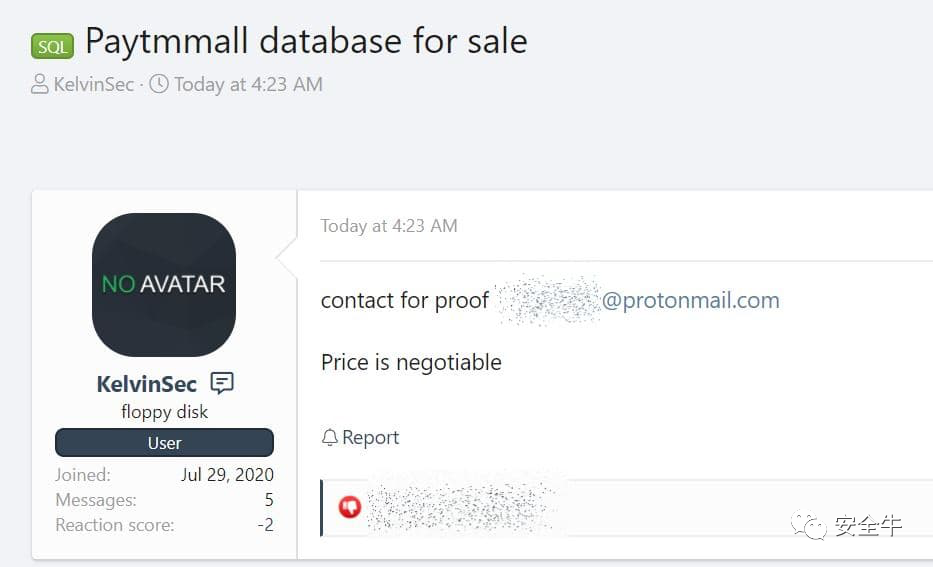 SQL Paytmmall database for sale
KelvinSec · Today at 4:23 AM
NO AVATAR
KelvinSec
floppy disk
User
Joined: Jul 29, 2020
Messages: 5
Reaction score: -2
Today at 4:23 AM
contact for proof @protonmail.com
Price is negotiable
Report
安全牛